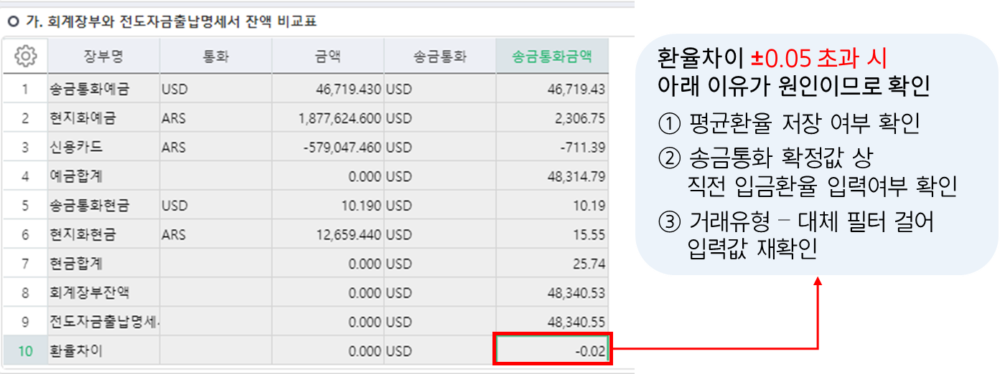 가. 회계장부와 전도자금출납명세서 잔액 비교표
장부명 통화 금액 송금통화 송금통화금액
1 송금통화예금 USD 46,719.430 USD 46,719.43
2 현지화예금 ARS 1,877,624.600 USD 2,306.75
3 신용카드 ARS -579,047.460 USD -711.39
4 예금합계 0.000 USD 48,314.79
5 송금통화현금 USD 10.190 USD 10.19
6 현지화현금 ARS 12,659.440 USD 15.55
7 현금합계 0.000 USD 25.74
8 회계장부잔액 0.000 USD 48,340.53
9 전도자금출납명세 0.000 USD 48,340.55
10 환율차이 0.000 USD -0.02
환율차이 ±0.05 초과 시
아래 이유가 원인이므로 확인
① 평균환율 저장 여부 확인
② 송금통화 확정값 상
직전 입금환율 입력여부 확인
③ 거래유형 – 대체 필터 걸어
입력값 재확인